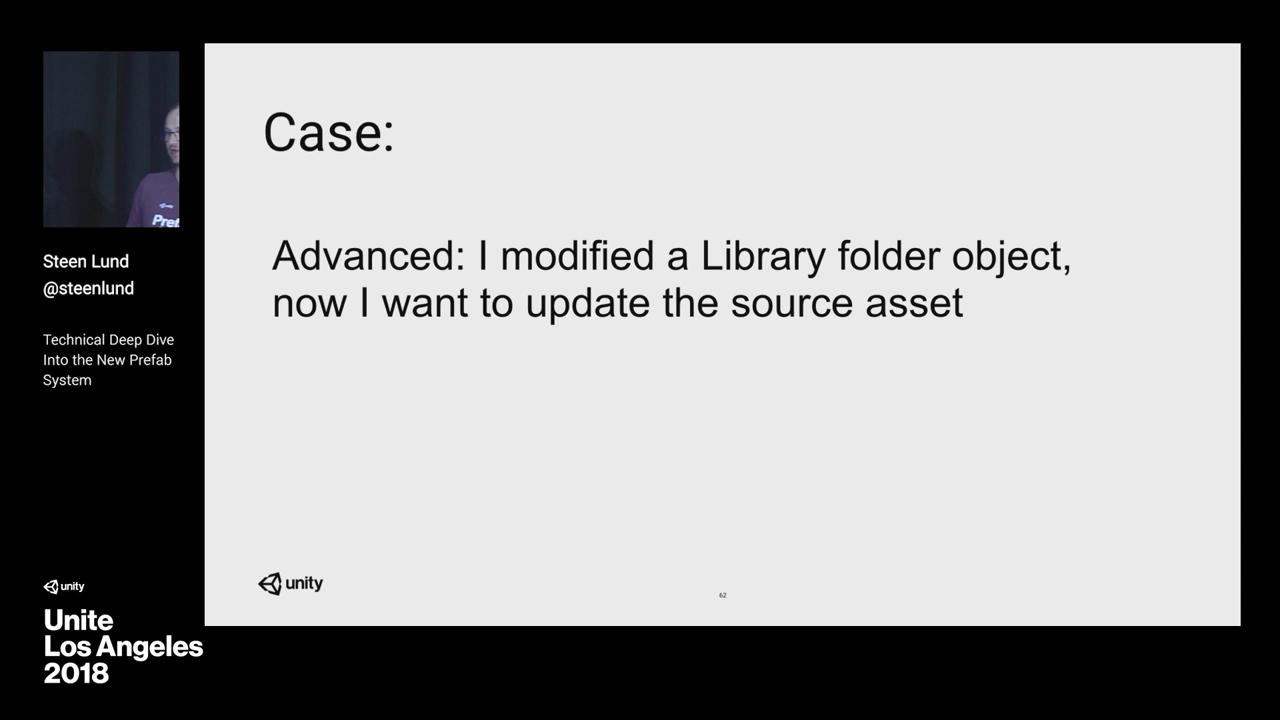 Pret
Steen Lund
@steenlund
Technical Deep Dive
Into the New Prefab
System
unity
Unite
Los Angeles
2018
Case:
Advanced: I modified a Library folder object,
now I want to update the source asset
unity
62